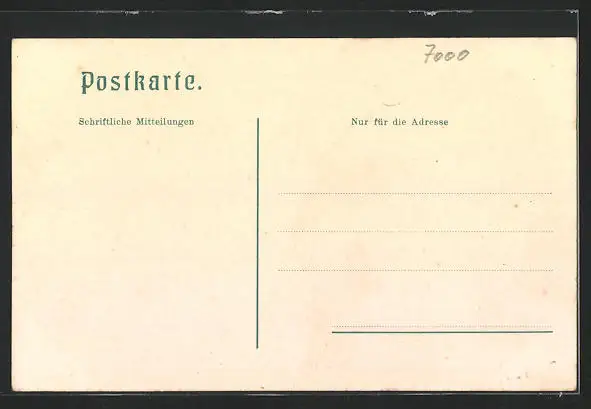 7000
Postkarte.
Schriftliche Mitteilungen
Nur für die Adresse